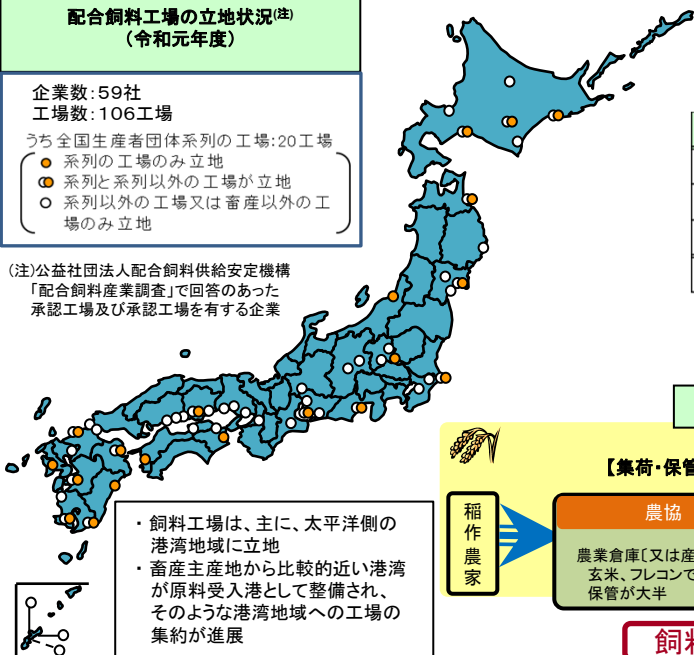 配合飼料工場の立地状況(注)
(令和元年度)
企業数:59社
工場数:106工場
うち全国生産者団体系列の工場:20工場
系列の工場のみ立地
系列と系列以外の工場が立地
系列以外の工場又は畜産以外の工
場のみ立地
(注)公益社団法人配合飼料供給安定機構
「配合飼料産業調査」で回答のあった
承認工場及び承認工場を有する企業
・飼料工場は、主に、太平洋側の
港湾地域に立地
・畜産主産地から比較的近い港湾
が原料受入港として整備され、
そのような港湾地域への工場の
集約が進展
【集荷・保管
稲作農家
農協
農業倉庫〔又は産
玄米、フレコンで
保管が大半
飼料